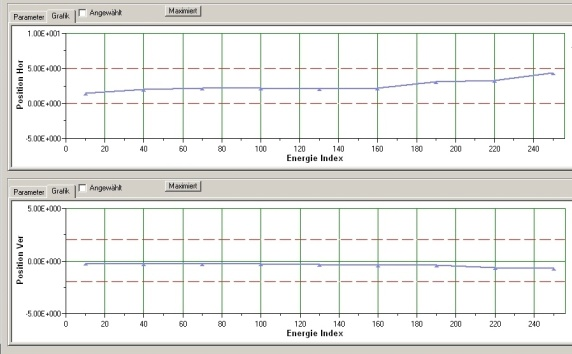 Parameter Grafik Angewählt Maximiert
1.00E+001
5.00E+000
0.00E+000
-5.00E+000
Position Hor
0 20 40 60 80 100 120 140 160 180 200 220 240
Energie Index
Parameter Grafik Angewählt Maximiert
5.00E+000
0.00E+000
-5.00E+000
Position Ver
0 20 40 60 80 100 120 140 160 180 200 220 240
Energie Index